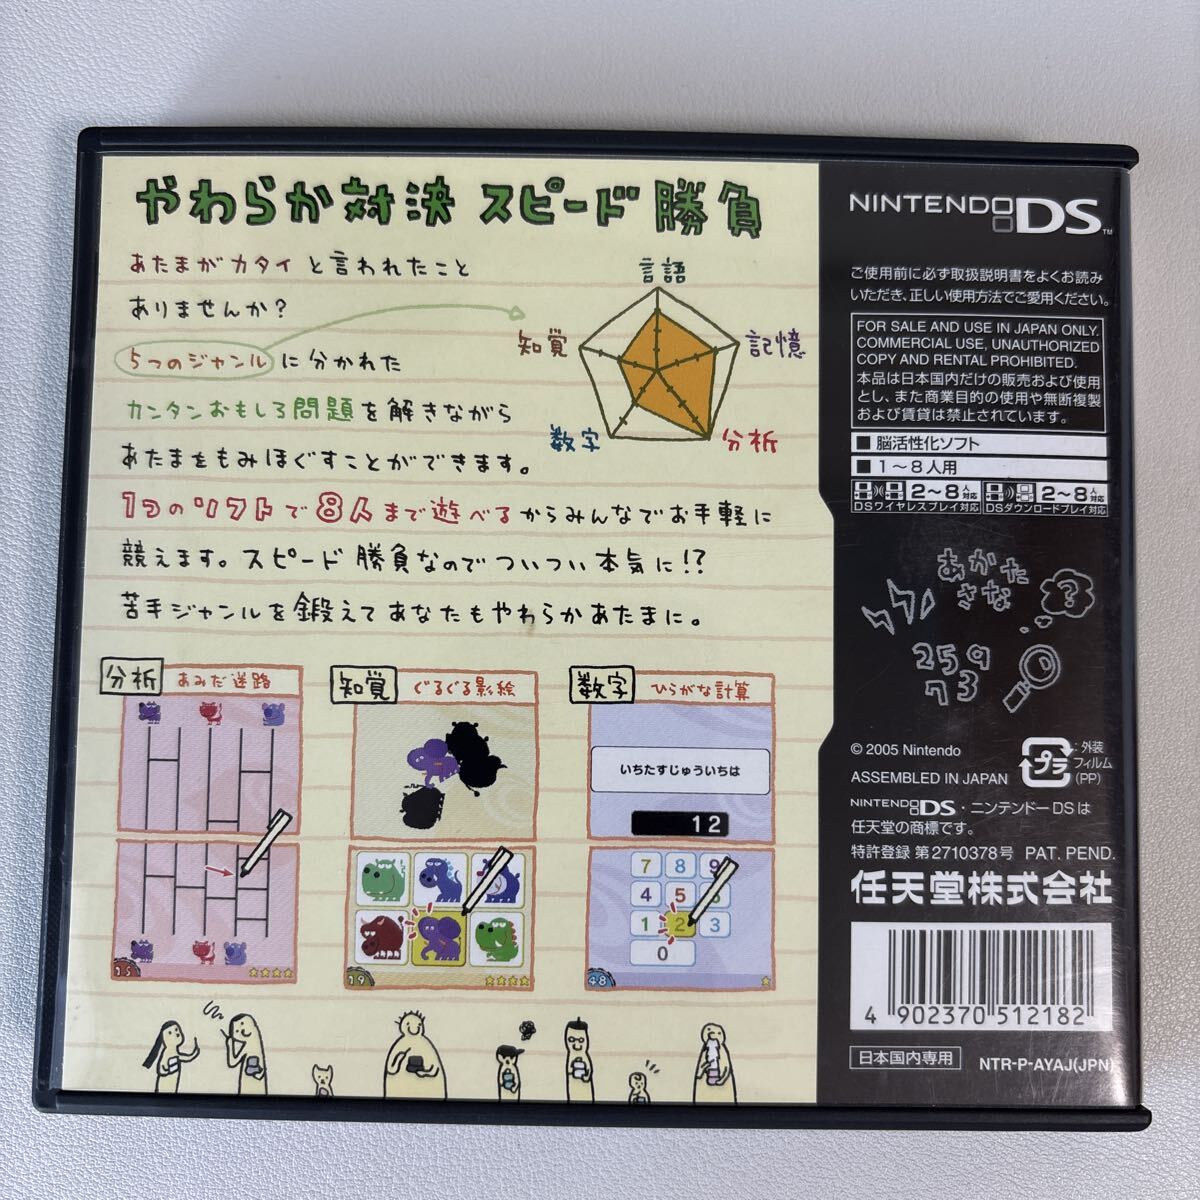 やわらか対決 スピード勝負
あたまがカタイと言われたこと
ありませんか?
5つのジャンルに分かれた
カンタンおもしろ問題を解きながら
あたまをもみほぐすことができます。
1つのソフトで8人まで遊べるからみんなでお手軽に
競えます。スピード勝負なのでついつい本気に!?
苦手ジャンルを鍛えてあなたもやわらかあたまに。
言語
知覚
記憶
数字
分析
分析 あみだ迷路
15
知覚 ぐるぐる影絵
19
数字 ひらがな計算
いちたすじゅういちは
12
7 8 9
4 5 6
1 2 3
0
48
NINTENDO DS™
ご使用前に必ず取扱説明書をよくお読み
いただき、正しい使用方法でご愛用ください。
FOR SALE AND USE IN JAPAN ONLY.
COMMERCIAL USE, UNAUTHORIZED
COPY AND RENTAL PROHIBITED.
本品は日本国内だけの販売および使用
とし、また商業目的の使用や無断複製
および賃貸は禁止されています。
■ 脳活性化ソフト
■ 1～8人用
2～8人対応
DSワイヤレスプレイ対応
2～8人対応
DSダウンロードプレイ対応
あかた
さな
?
259
73
© 2005 Nintendo
ASSEMBLED IN JAPAN
プラ
:外装
フィルム
(PP)
NINTENDO DS・ニンテンドーDSは
任天堂の商標です。
特許登録 第2710378号 PAT. PEND.
任天堂株式会社
4 902370 512182
日本国内専用
NTR-P-AYAJ(JPN)